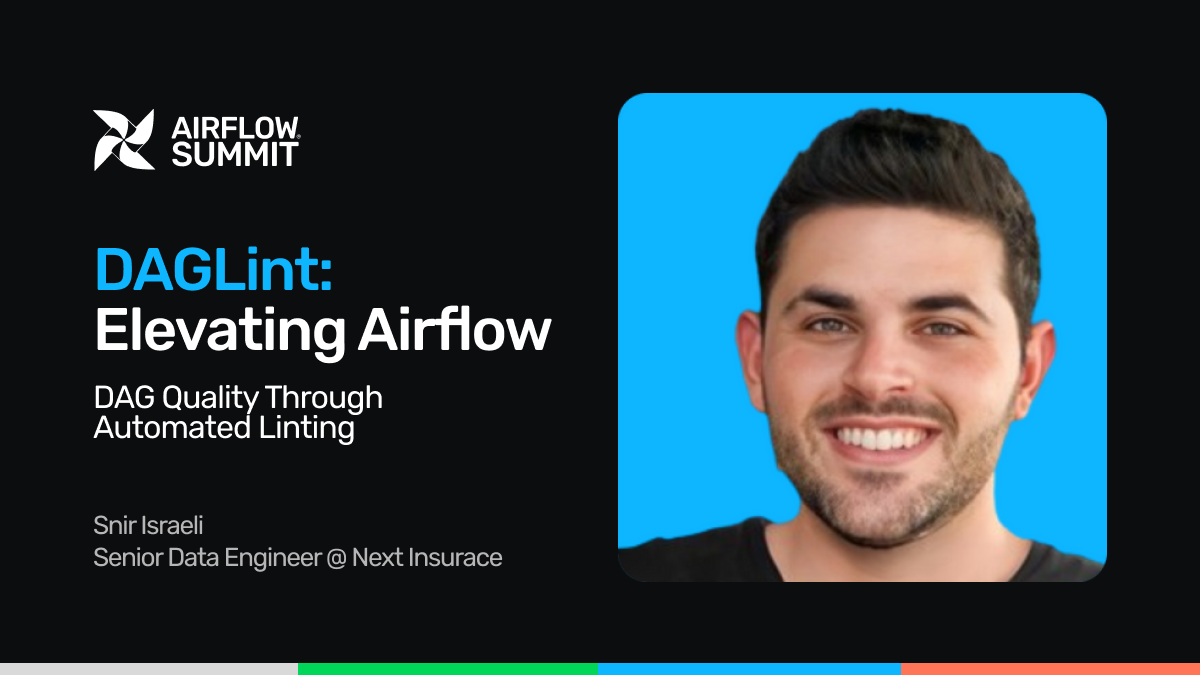 AIRFLOW
SUMMIT
DAGLint:
Elevating Airflow
DAG Quality Through
Automated Linting
Snir Israeli
Senior Data Engineer @ Next Insurace